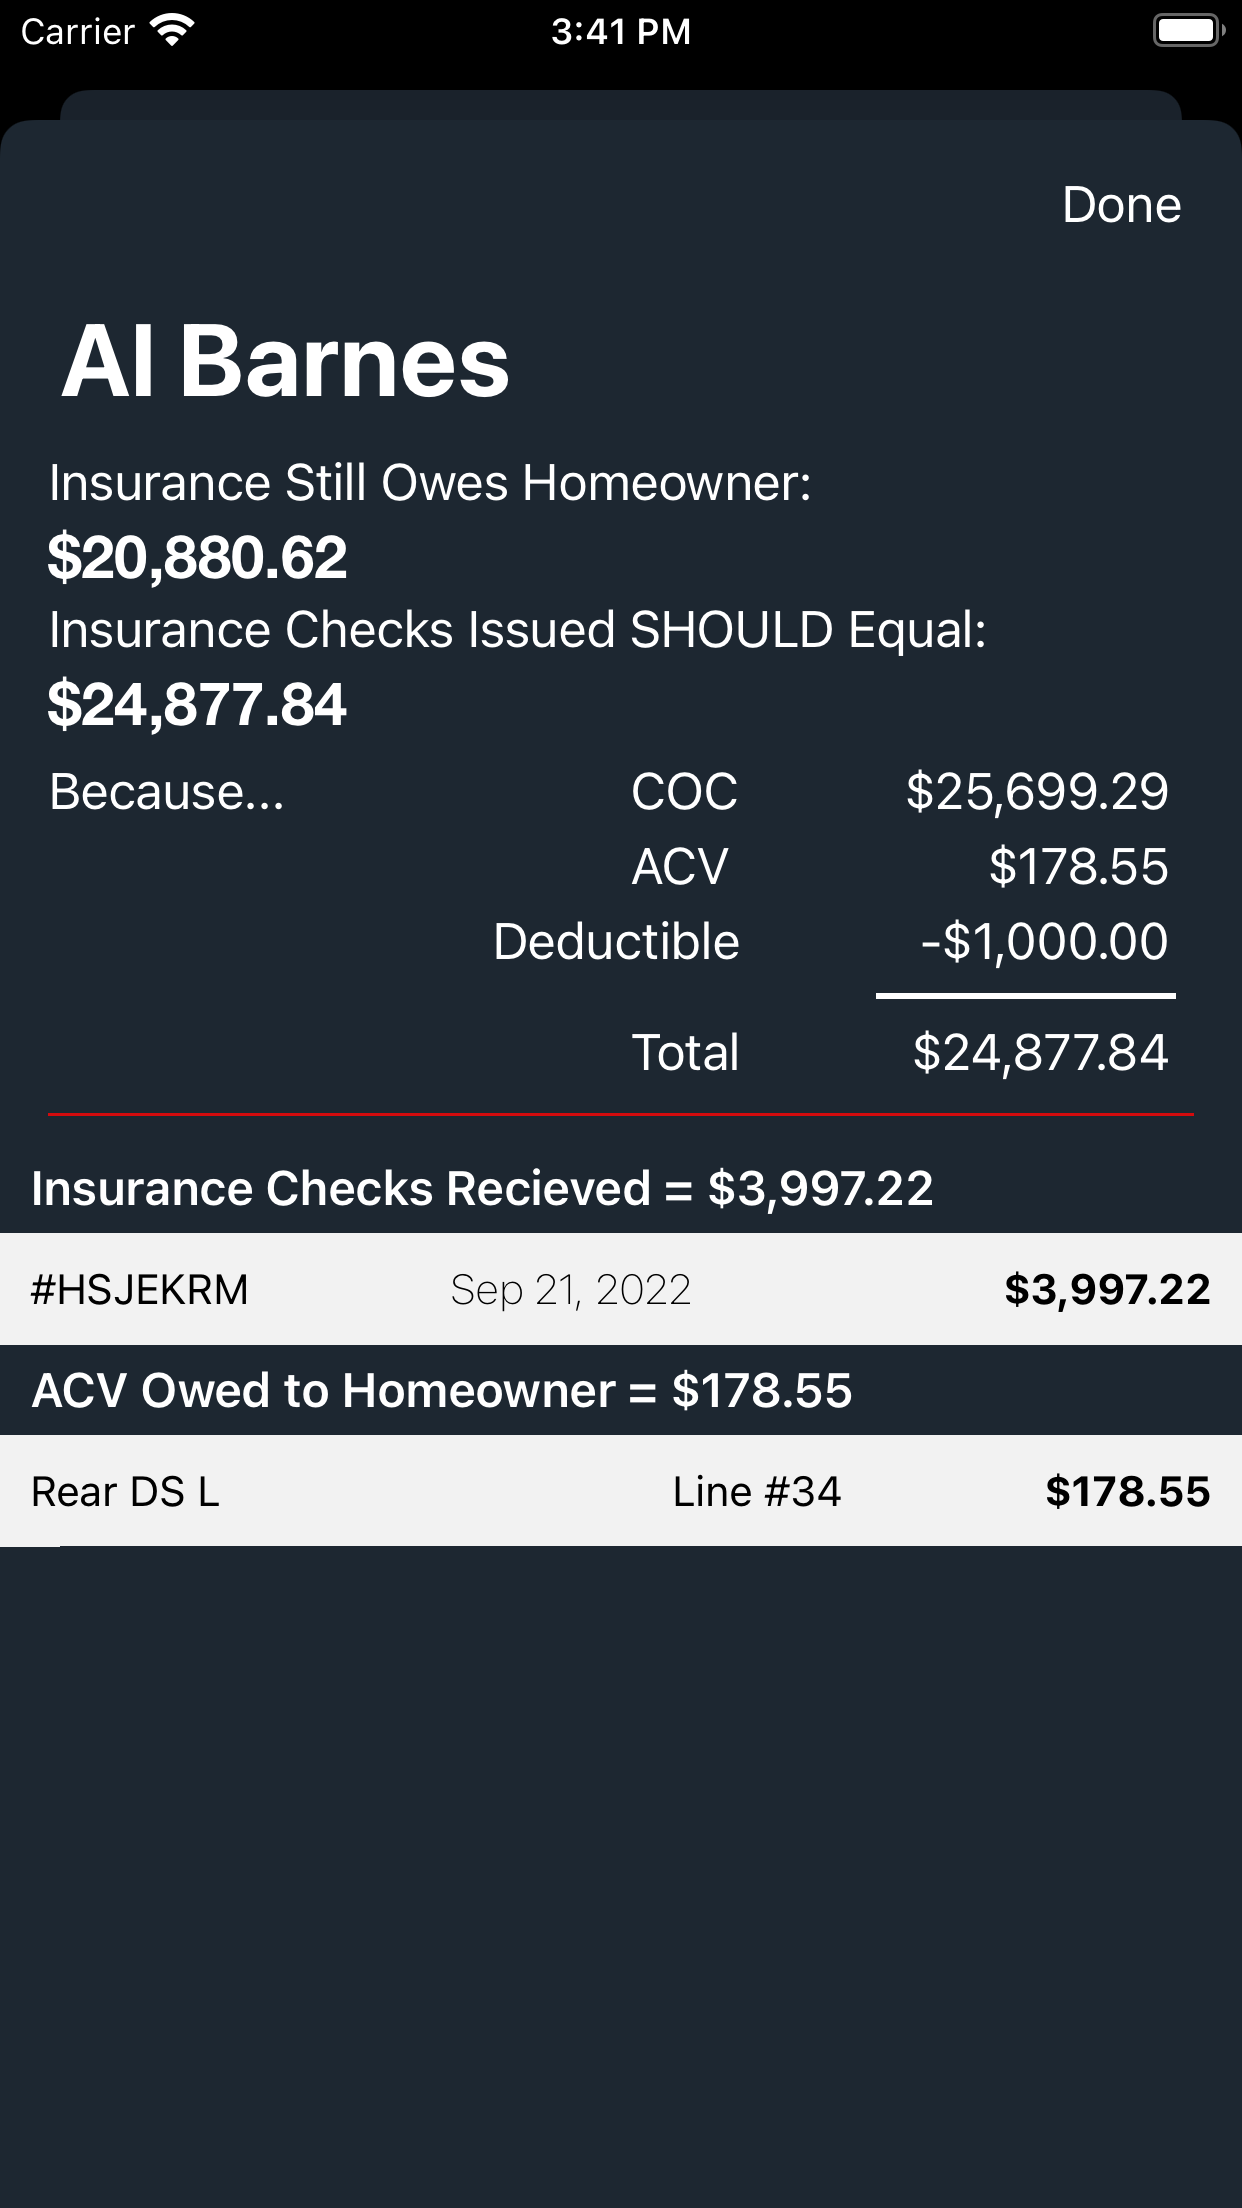 Carrier 3:41 PM
Done
Al Barnes
Insurance Still Owes Homeowner:
$20,880.62
Insurance Checks Issued SHOULD Equal:
$24,877.84
Because... COC $25,699.29
ACV $178.55
Deductible -$1,000.00
Total $24,877.84
Insurance Checks Recieved = $3,997.22
#HSJEKRM Sep 21, 2022 $3,997.22
ACV Owed to Homeowner = $178.55
Rear DS L Line #34 $178.55